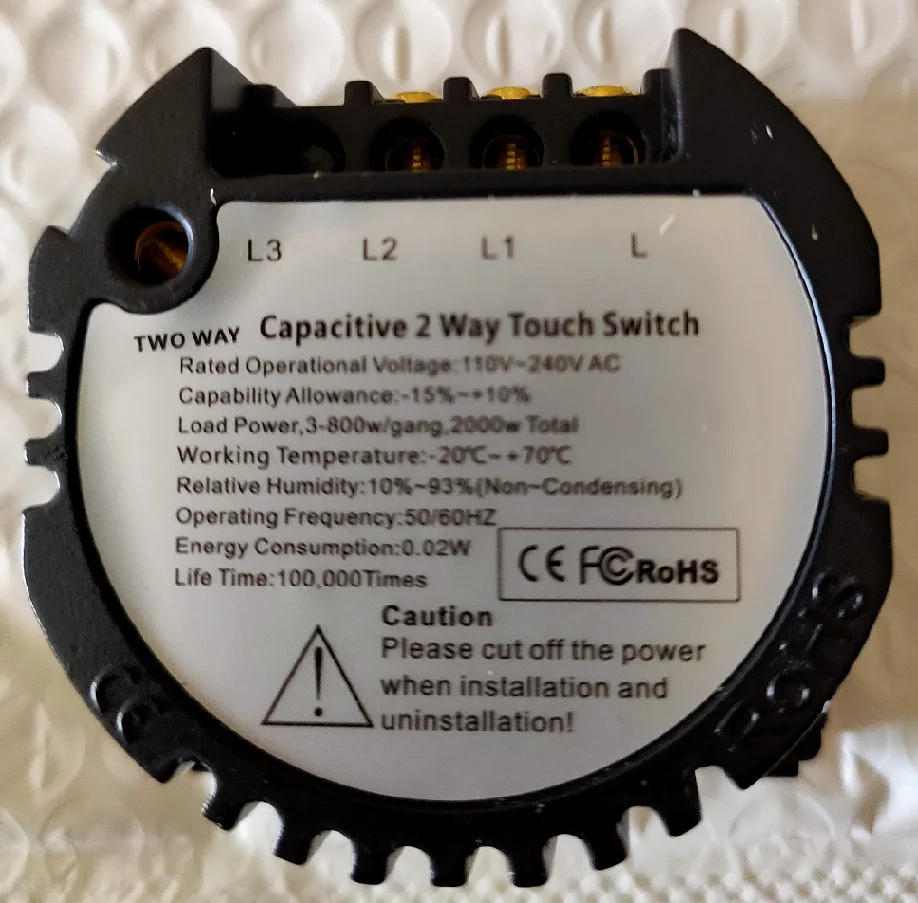 L3 L2 L1 L
TWO WAY Capacitive 2 Way Touch Switch
Rated Operational Voltage:110V~240V AC
Capability Allowance:-15%~+10%
Load Power,3-800w/gang,2000w Total
Working Temperature:-20℃~+70℃
Relative Humidity:10%~93%(Non~Condensing)
Operating Frequency:50/60HZ
Energy Consumption:0.02W
CE FC RoHS
Life Time:100,000Times
Caution
Please cut off the power
when installation and
uninstallation!
CE
ROHS